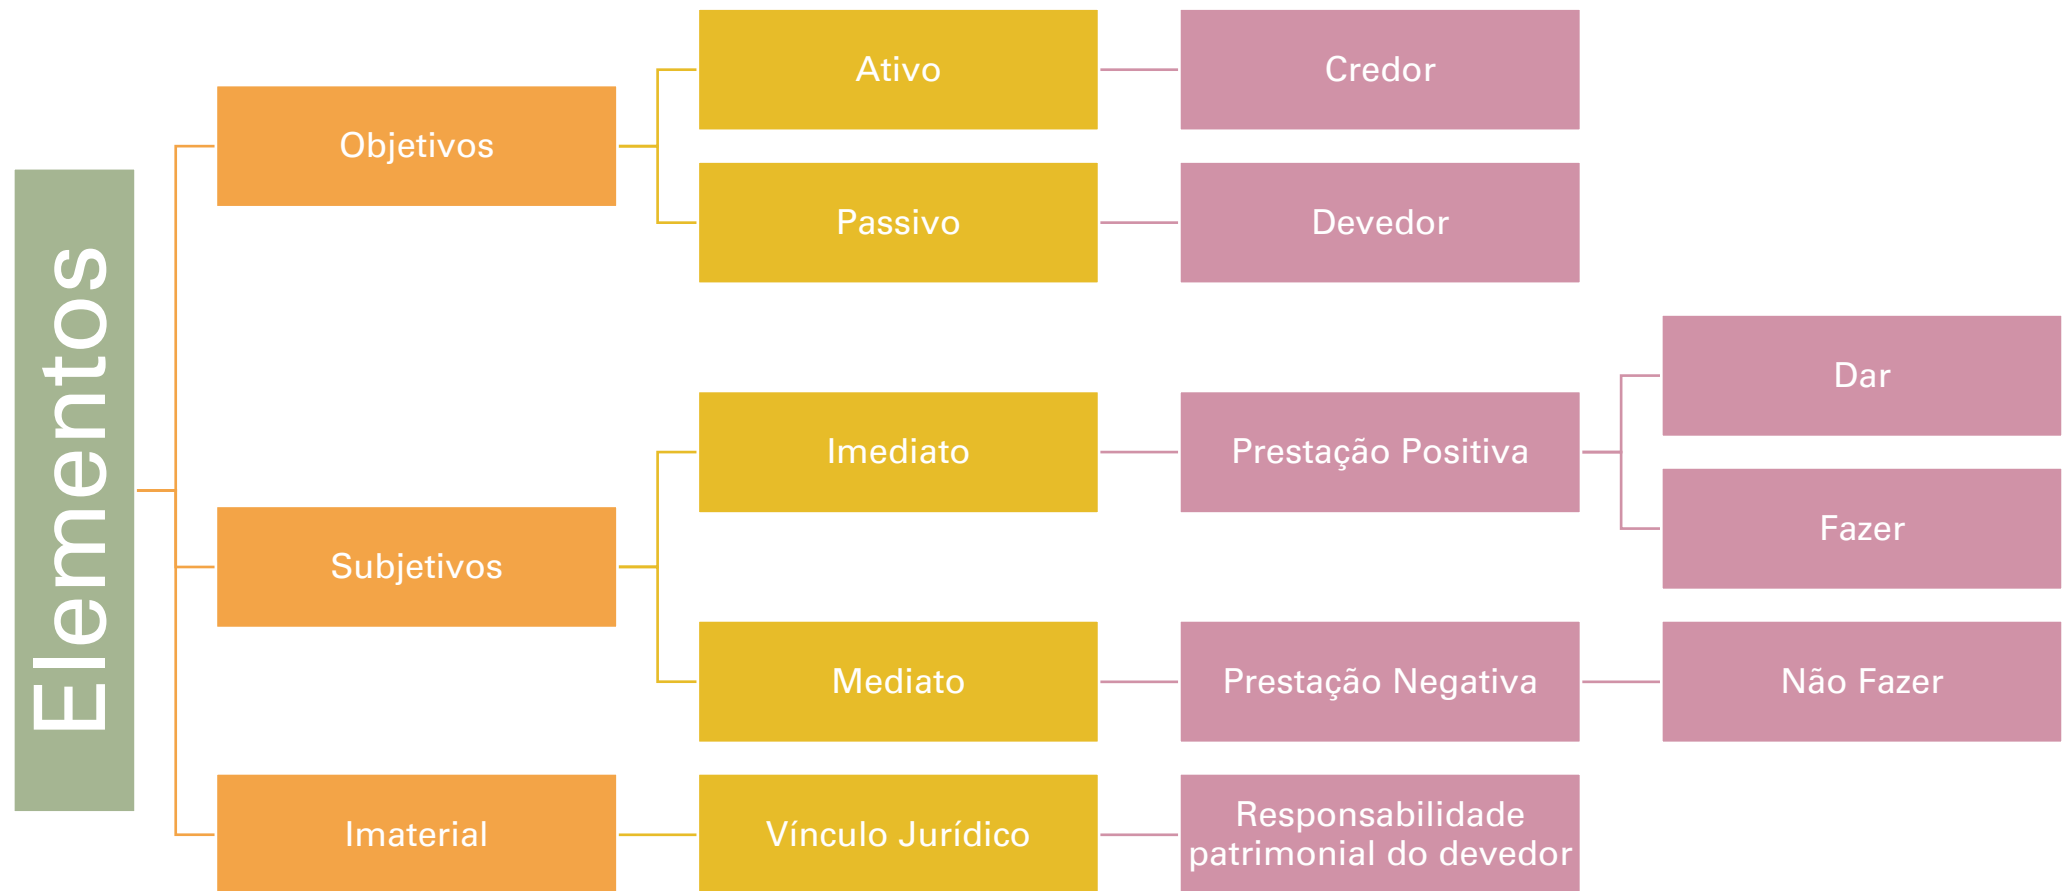 Elementos
Objetivos
Ativo
Credor
Passivo
Devedor
Subjetivos
Imediato
Prestação Positiva
Dar
Fazer
Mediato
Prestação Negativa
Não Fazer
Imaterial
Vínculo Jurídico
Responsabilidade
patrimonial do devedor